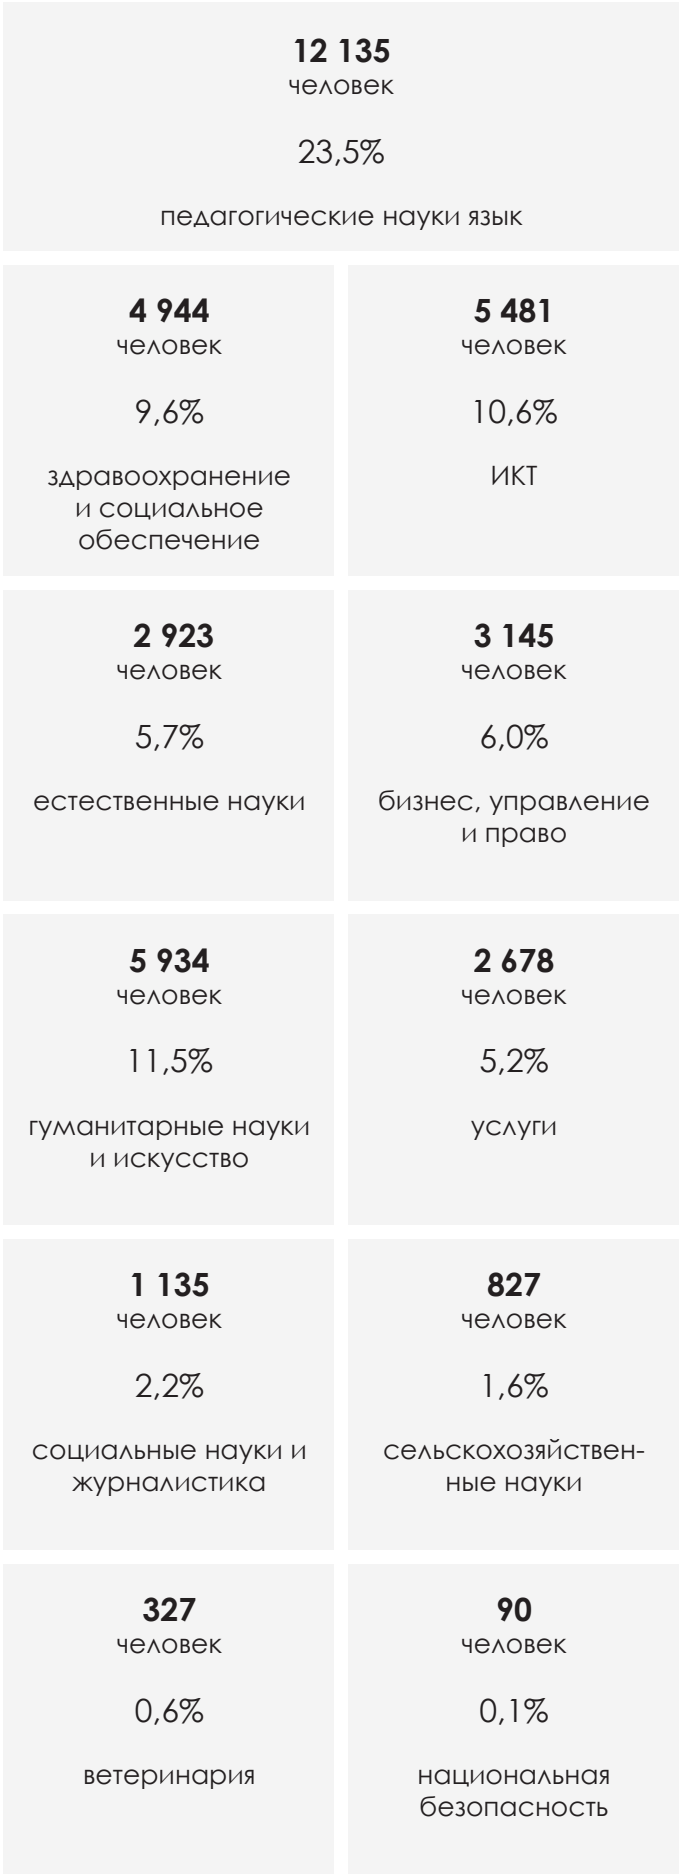 12 135
человек
23,5%
педагогические науки язык
4 944
человек
9,6%
здравоохранение
и социальное
обеспечение
5 481
человек
10,6%
ИКТ
2 923
человек
5,7%
естественные науки
3 145
человек
6,0%
бизнес, управление
и право
5 934
человек
11,5%
гуманитарные науки
и искусство
2 678
человек
5,2%
услуги
1 135
человек
2,2%
социальные науки и
журналистика
827
человек
1,6%
сельскохозяйствен-
ные науки
327
человек
0,6%
ветеринария
90
человек
0,1%
национальная
безопасность